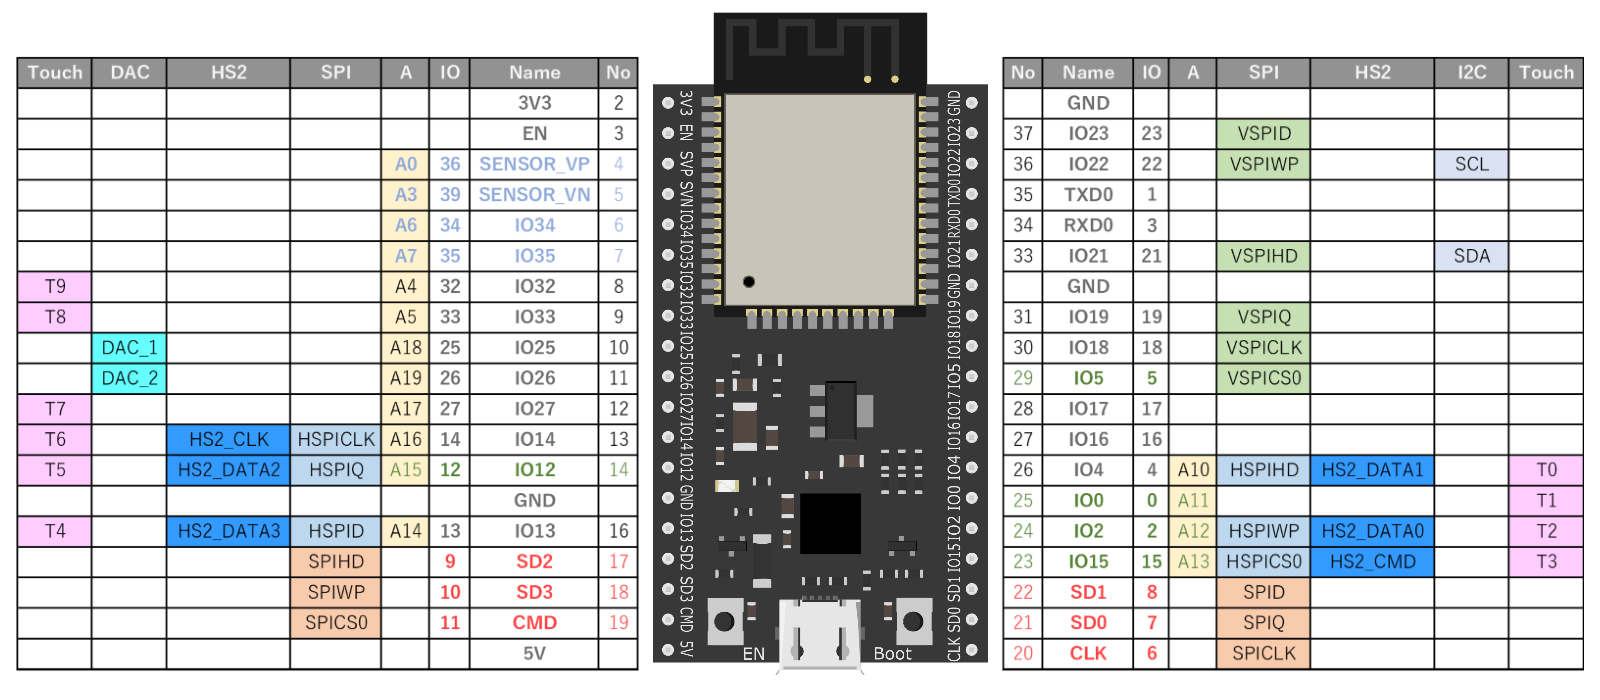 Touch DAC HS2 SPI A IO Name No
3V3 2
EN 3
A0 36 SENSOR_VP 4
A3 39 SENSOR_VN 5
A6 34 IO34 6
A7 35 IO35 7
T9 A4 32 IO32 8
T8 A5 33 IO33 9
DAC_1 A18 25 IO25 10
DAC_2 A19 26 IO26 11
T7 A17 27 IO27 12
T6 HS2_CLK HSPICLK A16 14 IO14 13
T5 HS2_DATA2 HSPIQ A15 12 IO12 14
GND
T4 HS2_DATA3 HSPID A14 13 IO13 16
SPIHD 9 SD2 17
SPIWP 10 SD3 18
SPICS0 11 CMD 19
5V
3V3
EN
SVP
SVN
IO34
IO35
IO32
IO33
IO25
IO26
IO27
IO14
IO12
GND
IO13
SD2
SD3
CMD
5V
GND
IO23
IO22
TXD0
RXD0
IO21
GND
IO19
IO18
IO5
IO17
IO16
IO4
IO0
IO2
IO15
SD1
SD0
CLK
EN
Boot
No Name IO A SPI HS2 I2C Touch
GND
37 IO23 23 VSPID
36 IO22 22 VSPIWP SCL
35 TXD0 1
34 RXD0 3
33 IO21 21 VSPIHD SDA
GND
31 IO19 19 VSPIQ
30 IO18 18 VSPICLK
29 IO5 5 VSPICS0
28 IO17 17
27 IO16 16
26 IO4 4 A10 HSPIHD HS2_DATA1 T0
25 IO0 0 A11 T1
24 IO2 2 A12 HSPIWP HS2_DATA0 T2
23 IO15 15 A13 HSPICS0 HS2_CMD T3
22 SD1 8 SPID
21 SD0 7 SPIQ
20 CLK 6 SPICLK